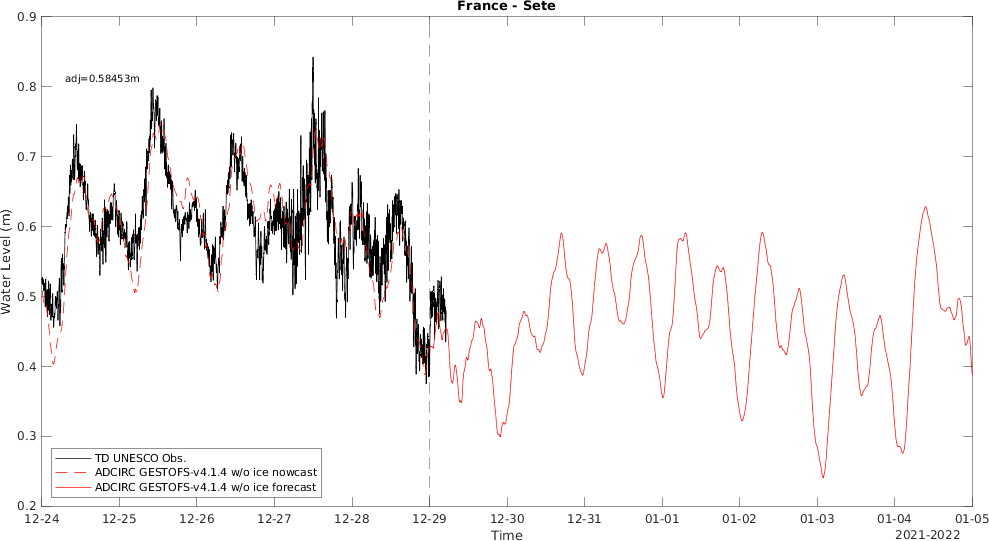 France - Sete
adj=0.58453m
Water Level (m)
0.9
0.8
0.7
0.6
0.5
0.4
0.3
0.2
TD UNESCO Obs.
ADCIRC GESTOFS-v4.1.4 w/o ice nowcast
ADCIRC GESTOFS-v4.1.4 w/o ice forecast
12-24 12-25 12-26 12-27 12-28 12-29 12-30 12-31 01-01 01-02 01-03 01-04 01-05
Time
2021-2022